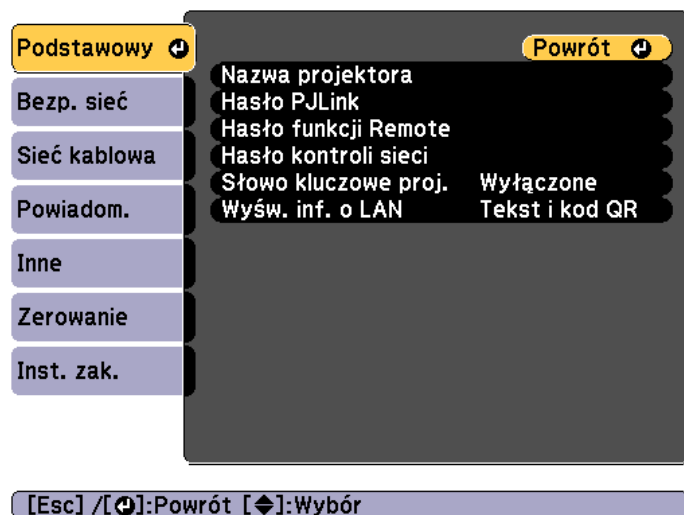 Podstawowy
Powrót
Nazwa projektora
Bezp. sieć
Hasło PJLink
Hasło funkcji Remote
Sieć kablowa
Hasło kontroli sieci
Słowo kluczowe proj. Wyłączone
Powiadom.
Wyśw. inf. o LAN Tekst i kod QR
Inne
Zerowanie
Inst. zak.
[Esc] /[ ]:Powrót [ ]:Wybór